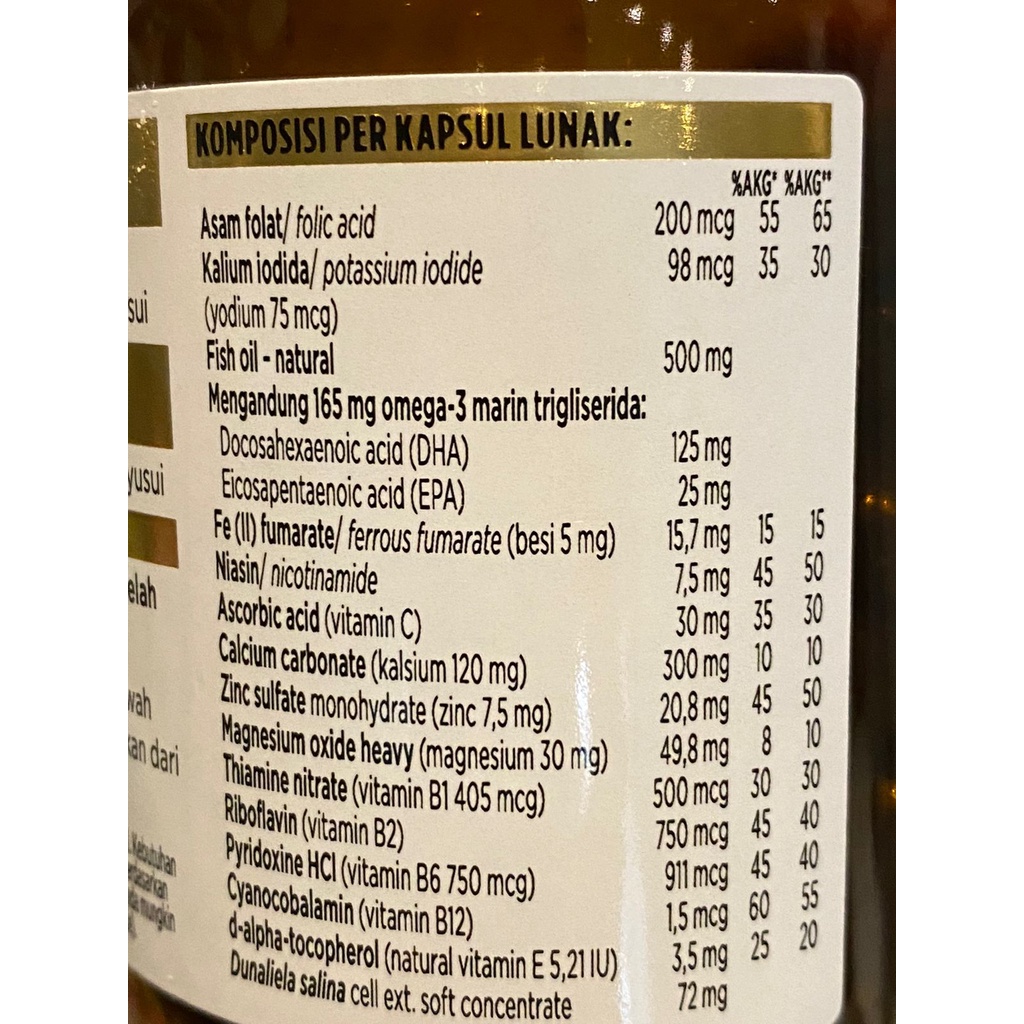 KOMPOSISI PER KAPSUL LUNAK:
%AKG* %AKG**
Asam folat/ folic acid 200 mcg 55 65
Kalium iodida/ potassium iodide 98 mcg 35 30
(yodium 75 mcg)
Fish oil - natural 500 mg
Mengandung 165 mg omega-3 marin trigliserida:
Docosahexaenoic acid (DHA) 125 mg
Eicosapentaenoic acid (EPA) 25 mg
Fe (II) fumarate/ ferrous fumarate (besi 5 mg) 15,7 mg 15 15
Niasin/ nicotinamide 7,5 mg 45 50
Ascorbic acid (vitamin C) 30 mg 35 30
Calcium carbonate (kalsium 120 mg) 300 mg 10 10
Zinc sulfate monohydrate (zinc 7,5 mg) 20,8 mg 45 50
Magnesium oxide heavy (magnesium 30 mg) 49,8 mg 8 10
Thiamine nitrate (vitamin B1 405 mcg) 500 mcg 30 30
Riboflavin (vitamin B2) 750 mcg 45 40
Pyridoxine HCl (vitamin B6 750 mcg) 911 mcg 45 40
Cyanocobalamin (vitamin B12) 1,5 mcg 60 55
d-alpha-tocopherol (natural vitamin E 5,21 IU) 3,5 mg 25 20
Dunaliela salina cell ext. soft concentrate 72 mg
sui
yusui
elah
wah
kan dari
Kebutuhan
mungkin